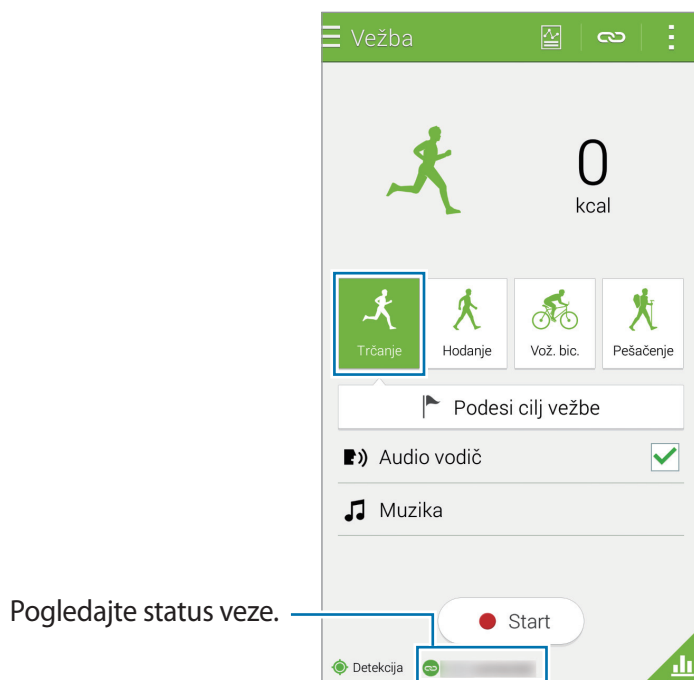 Vežba
0
kcal
Trčanje
Hodanje
Vož. bic.
Pešačenje
Podesi cilj vežbe
Audio vodič
Muzika
Pogledajte status veze.
Start
Detekcija